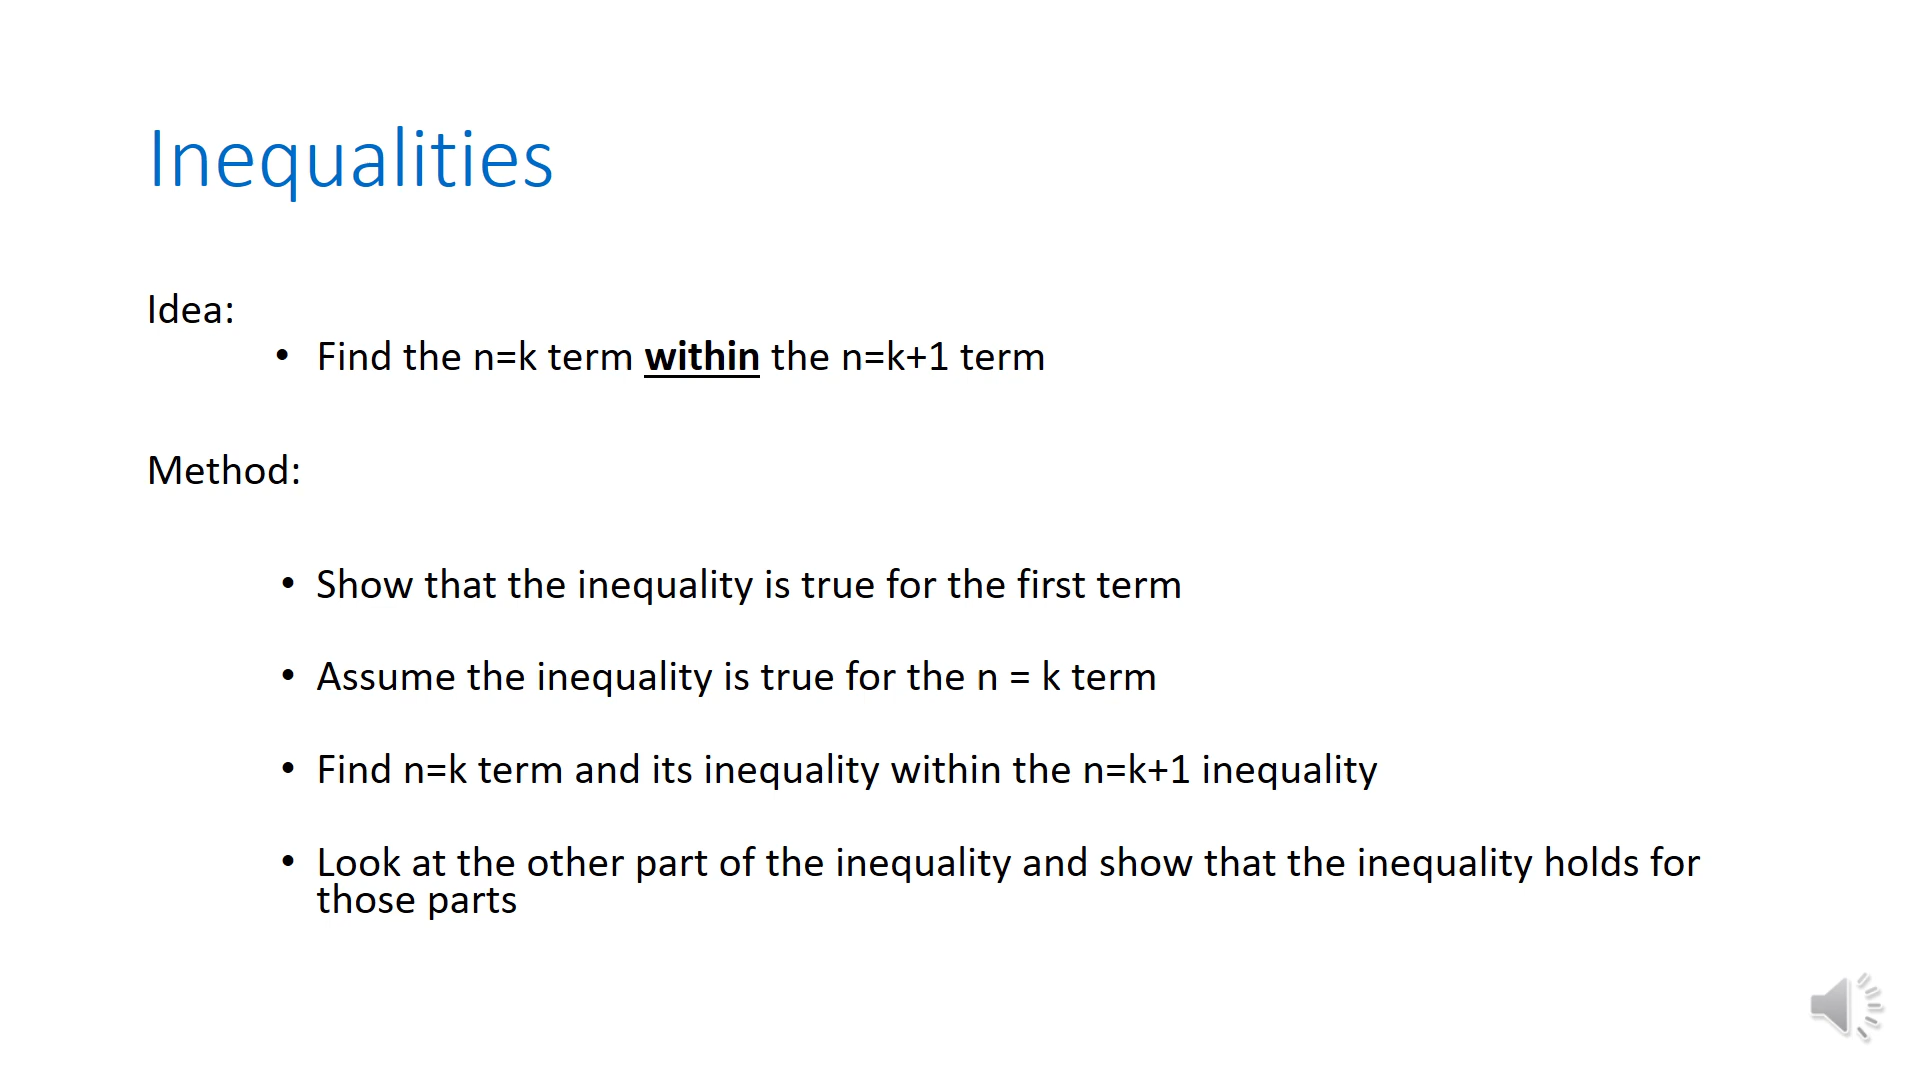 Inequalities
Idea:
• Find the n=k term within the n=k+1 term
Method:
• Show that the inequality is true for the first term
• Assume the inequality is true for the n = k term
• Find n=k term and its inequality within the n=k+1 inequality
• Look at the other part of the inequality and show that the inequality holds for
those parts